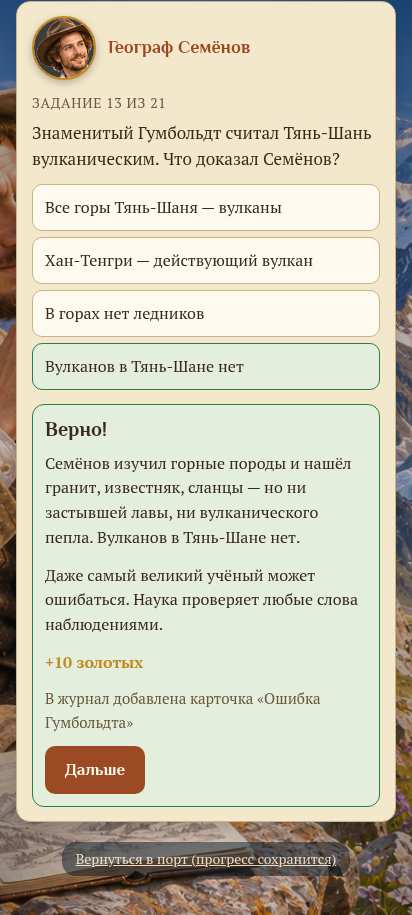 Географ Семёнов
ЗАДАНИЕ 13 ИЗ 21
Знаменитый Гумбольдт считал Тянь-Шань
вулканическим. Что доказал Семёнов?
Все горы Тянь-Шаня — вулканы
Хан-Тенгри — действующий вулкан
В горах нет ледников
Вулканов в Тянь-Шане нет
Верно!
Семёнов изучил горные породы и нашёл
гранит, известняк, сланцы — но ни
застывшей лавы, ни вулканического
пепла. Вулканов в Тянь-Шане нет.
Даже самый великий учёный может
ошибаться. Наука проверяет любые слова
наблюдениями.
+10 золотых
В журнал добавлена карточка «Ошибка
Гумбольдта»
Дальше
Вернуться в порт (прогресс сохранится)